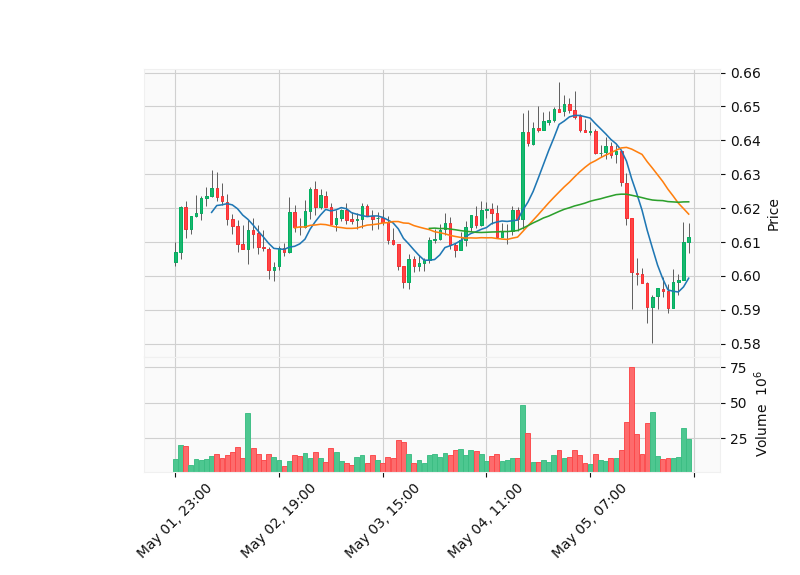 0.66
0.65
0.64
0.63
0.62
0.61
0.60
0.59
0.58
Price
75
50
25
Volume 10^6
May 01, 23:00
May 02, 19:00
May 03, 15:00
May 04, 11:00
May 05, 07:00